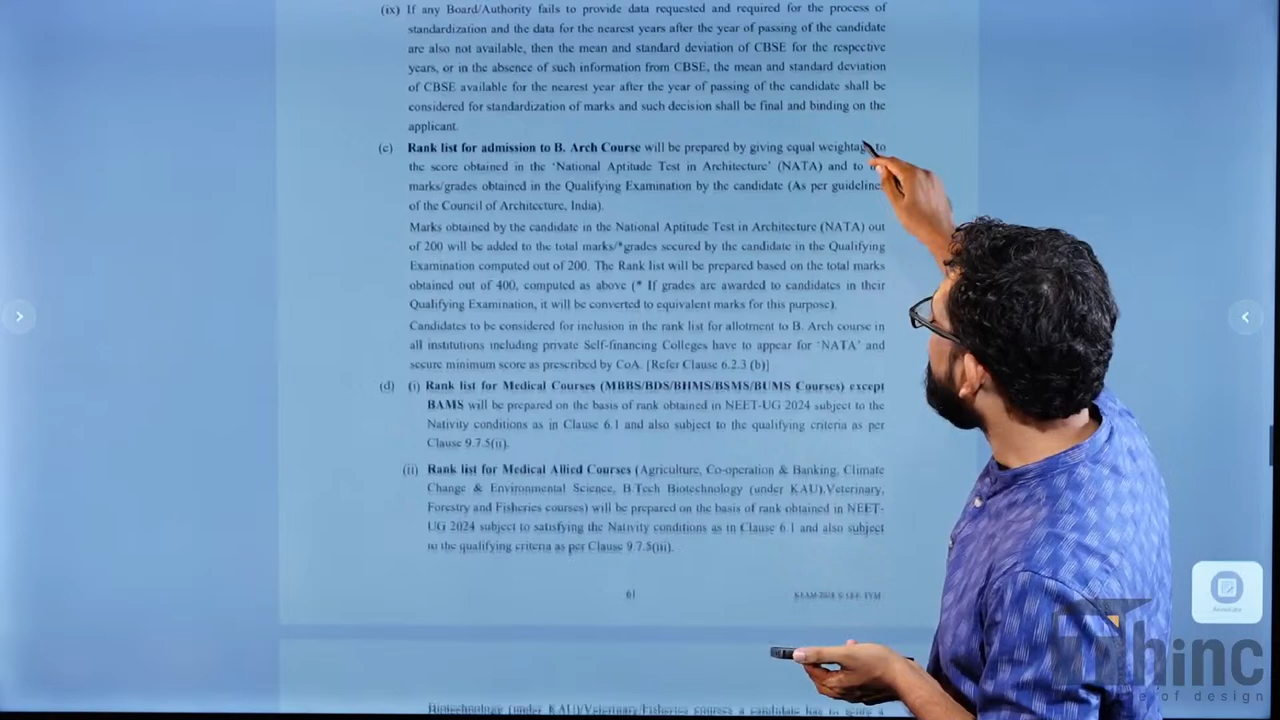 (ix) If any Board/Authority fails to provide data requested and required for the process of
standardization and the data for the nearest years after the year of passing of the candidate
are also not available, then the mean and standard deviation of CBSE for the respective
years, or in the absence of such information from CBSE, the mean and standard deviation
of CBSE available for the nearest year after the year of passing of the candidate shall be
considered for standardization of marks and such decision shall be final and binding on the
applicant.
(c) Rank list for admission to B. Arch Course will be prepared by giving equal weightag to
the score obtained in the 'National Aptitude Test in Architecture' (NATA) and to
marks/grades obtained in the Qualifying Examination by the candidate (As per guideline
of the Council of Architecture, India).
Marks obtained by the candidate in the National Aptitude Test in Architecture (NATA) out
of 200 will be added to the total marks/*grades secured by the candidate in the Qualifying
Examination computed out of 200. The Rank list will be prepared based on the total marks
obtained out of 400, computed as above (* If grades are awarded to candidates in their
Qualifying Examination, it will be converted to equivalent marks for this purpose).
Candidates to be considered for inclusion in the rank list for allotment to B. Arch course in
all institutions including private Self-financing Colleges have to appear for 'NATA' and
secure minimum score as prescribed by CoA. [Refer Clause 6.2.3 (b)]
(d) (i) Rank list for Medical Courses (MBBS/BDS/BHMS/BSMS/BUMS Courses) except
BAMS will be prepared on the basis of rank obtained in NEET-UG 2024 subject to the
Nativity conditions as in Clause 6.1 and also subject to the qualifying criteria as per
Clause 9.7.5(ii).
(ii) Rank list for Medical Allied Courses (Agriculture, Co-operation & Banking, Climate
Change & Environmental Science, B.Tech Biotechnology (under KAU),Veterinary,
Forestry and Fisheries courses) will be prepared on the basis of rank obtained in NEET-
UG 2024 subject to satisfying the Nativity conditions as in Clause 6.1 and also subject
to the qualifying criteria as per Clause 9.7.5(iii).
61
KEAM-2024 © CEE, TVM
Biotechnology (under KAU)/Veterinary/Fisheries courses a candidate has to
Annotate
Thinc
of design